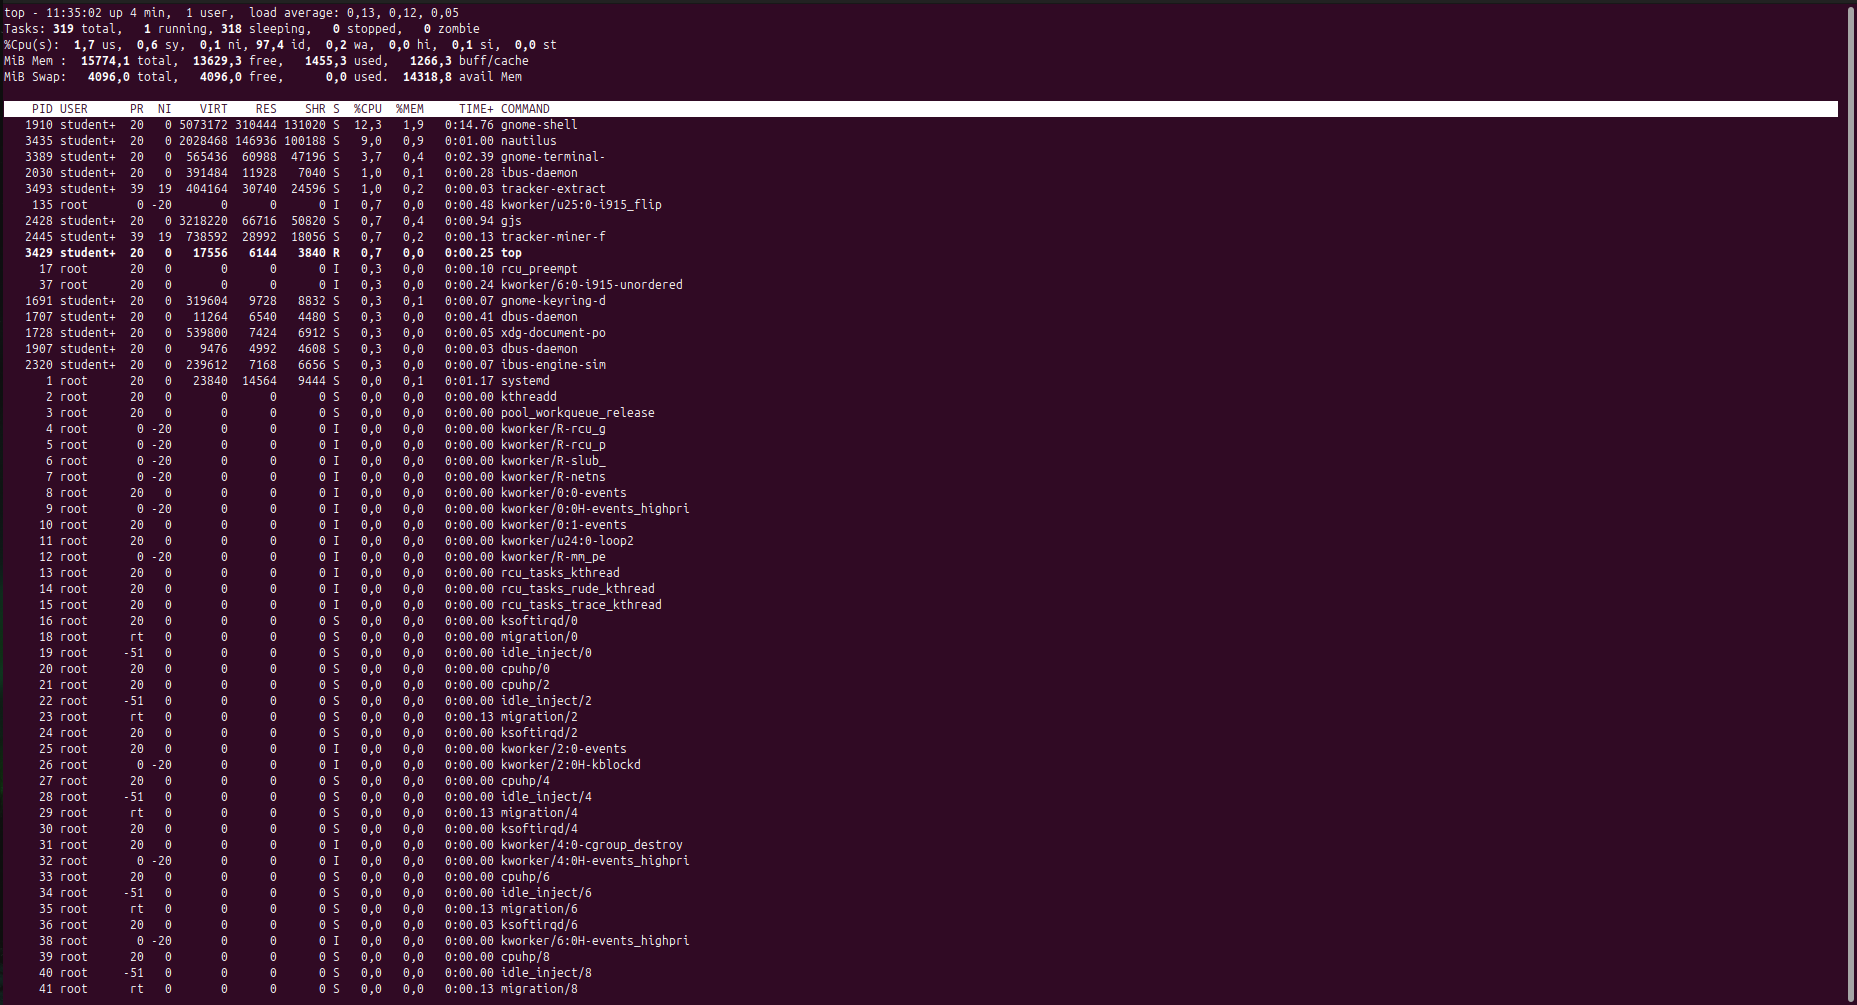 top - 11:35:02 up 4 min,  1 user,  load average: 0,13, 0,12, 0,05
Tasks: 319 total,   1 running, 318 sleeping,   0 stopped,   0 zombie
%Cpu(s):  1,7 us,  0,6 sy,  0,1 ni, 97,4 id,  0,2 wa,  0,0 hi,  0,1 si,  0,0 st
MiB Mem :  15774,1 total,  13629,3 free,   1455,3 used,   1266,3 buff/cache
MiB Swap:   4096,0 total,   4096,0 free,      0,0 used.  14318,8 avail Mem
PID USER      PR  NI    VIRT    RES    SHR S  %CPU  %MEM     TIME+ COMMAND
1910 student+  20   0 5073172 310444 131020 S  12,3   1,9   0:14.76 gnome-shell
3435 student+  20   0 2028468 146936 100188 S   9,0   0,9   0:01.00 nautilus
3389 student+  20   0  565436  60988  47196 S   3,7   0,4   0:02.39 gnome-terminal-
2030 student+  20   0  391484  11928   7040 S   1,0   0,1   0:00.28 ibus-daemon
3493 student+  39  19  404164  30740  24596 S   1,0   0,2   0:00.03 tracker-extract
135 root       0 -20       0      0      0 I   0,7   0,0   0:00.48 kworker/u25:0-i915_flip
2428 student+  20   0 3218220  66716  50820 S   0,7   0,4   0:00.94 gjs
2445 student+  39  19  738592  28992  18056 S   0,7   0,2   0:00.13 tracker-miner-f
3429 student+  20   0   17556   6144   3840 R   0,7   0,0   0:00.25 top
17 root      20   0       0      0      0 I   0,3   0,0   0:00.10 rcu_preempt
37 root      20   0       0      0      0 I   0,3   0,0   0:00.24 kworker/6:0-i915-unordered
1691 student+  20   0  319604   9728   8832 S   0,3   0,1   0:00.07 gnome-keyring-d
1707 student+  20   0   11264   6540   4480 S   0,3   0,0   0:00.41 dbus-daemon
1728 student+  20   0  539800   7424   6912 S   0,3   0,0   0:00.05 xdg-document-po
1907 student+  20   0    9476   4992   4608 S   0,3   0,0   0:00.03 dbus-daemon
2320 student+  20   0  239612   7168   6656 S   0,3   0,0   0:00.07 ibus-engine-sim
1 root      20   0   23840  14564   9444 S   0,0   0,1   0:01.17 systemd
2 root      20   0       0      0      0 S   0,0   0,0   0:00.00 kthreadd
3 root      20   0       0      0      0 S   0,0   0,0   0:00.00 pool_workqueue_release
4 root       0 -20       0      0      0 I   0,0   0,0   0:00.00 kworker/R-rcu_g
5 root       0 -20       0      0      0 I   0,0   0,0   0:00.00 kworker/R-rcu_p
6 root       0 -20       0      0      0 I   0,0   0,0   0:00.00 kworker/R-slub_
7 root       0 -20       0      0      0 I   0,0   0,0   0:00.00 kworker/R-netns
8 root      20   0       0      0      0 I   0,0   0,0   0:00.00 kworker/0:0-events
9 root       0 -20       0      0      0 I   0,0   0,0   0:00.00 kworker/0:0H-events_highpri
10 root      20   0       0      0      0 I   0,0   0,0   0:00.00 kworker/0:1-events
11 root      20   0       0      0      0 I   0,0   0,0   0:00.00 kworker/u24:0-loop2
12 root       0 -20       0      0      0 I   0,0   0,0   0:00.00 kworker/R-mm_pe
13 root      20   0       0      0      0 I   0,0   0,0   0:00.00 rcu_tasks_kthread
14 root      20   0       0      0      0 I   0,0   0,0   0:00.00 rcu_tasks_rude_kthread
15 root      20   0       0      0      0 I   0,0   0,0   0:00.00 rcu_tasks_trace_kthread
16 root      20   0       0      0      0 S   0,0   0,0   0:00.00 ksoftirqd/0
18 root      rt   0       0      0      0 S   0,0   0,0   0:00.00 migration/0
19 root     -51   0       0      0      0 S   0,0   0,0   0:00.00 idle_inject/0
20 root      20   0       0      0      0 S   0,0   0,0   0:00.00 cpuhp/0
21 root      20   0       0      0      0 S   0,0   0,0   0:00.00 cpuhp/2
22 root     -51   0       0      0      0 S   0,0   0,0   0:00.00 idle_inject/2
23 root      rt   0       0      0      0 S   0,0   0,0   0:00.13 migration/2
24 root      20   0       0      0      0 S   0,0   0,0   0:00.00 ksoftirqd/2
25 root      20   0       0      0      0 I   0,0   0,0   0:00.00 kworker/2:0-events
26 root       0 -20       0      0      0 I   0,0   0,0   0:00.00 kworker/2:0H-kblockd
27 root      20   0       0      0      0 S   0,0   0,0   0:00.00 cpuhp/4
28 root     -51   0       0      0      0 S   0,0   0,0   0:00.00 idle_inject/4
29 root      rt   0       0      0      0 S   0,0   0,0   0:00.13 migration/4
30 root      20   0       0      0      0 S   0,0   0,0   0:00.00 ksoftirqd/4
31 root      20   0       0      0      0 I   0,0   0,0   0:00.00 kworker/4:0-cgroup_destroy
32 root       0 -20       0      0      0 I   0,0   0,0   0:00.00 kworker/4:0H-events_highpri
33 root      20   0       0      0      0 S   0,0   0,0   0:00.00 cpuhp/6
34 root     -51   0       0      0      0 S   0,0   0,0   0:00.00 idle_inject/6
35 root      rt   0       0      0      0 S   0,0   0,0   0:00.13 migration/6
36 root      20   0       0      0      0 S   0,0   0,0   0:00.03 ksoftirqd/6
38 root       0 -20       0      0      0 I   0,0   0,0   0:00.00 kworker/6:0H-events_highpri
39 root      20   0       0      0      0 S   0,0   0,0   0:00.00 cpuhp/8
40 root     -51   0       0      0      0 S   0,0   0,0   0:00.00 idle_inject/8
41 root      rt   0       0      0      0 S   0,0   0,0   0:00.13 migration/8